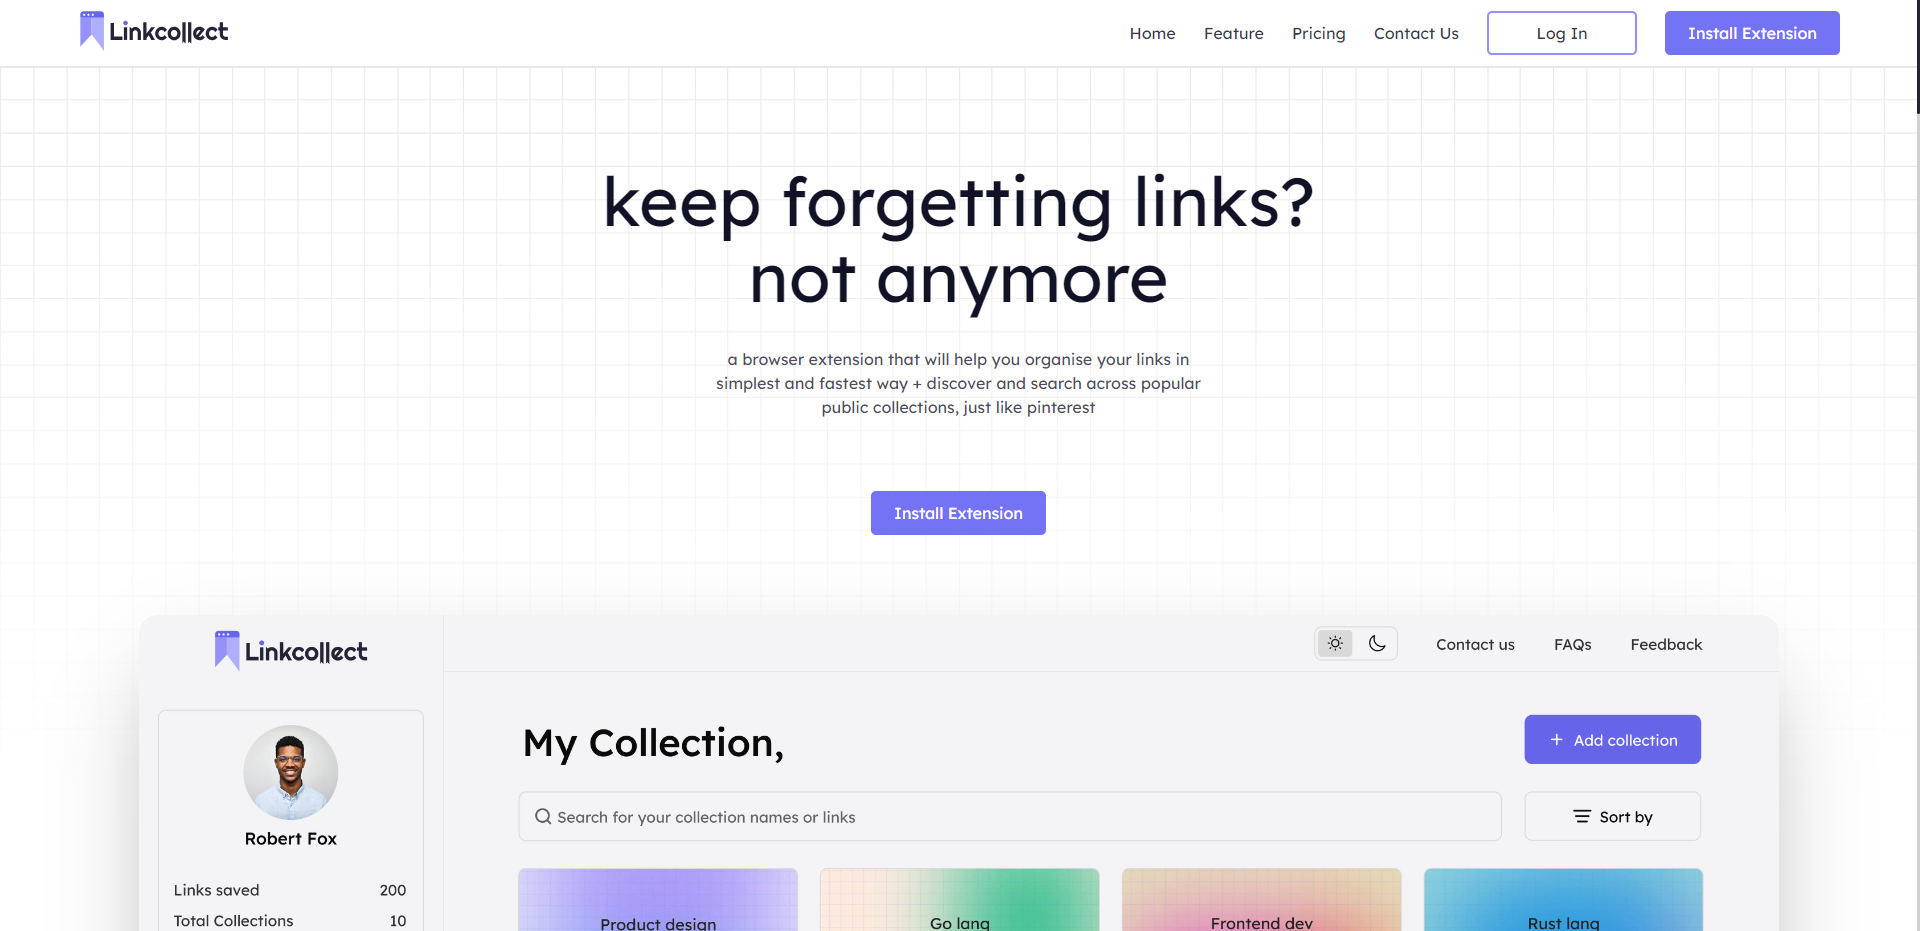 Linkcollect
Home
Feature
Pricing
Contact Us
Log In
Install Extension
keep forgetting links?
not anymore
a browser extension that will help you organise your links in
simplest and fastest way + discover and search across popular
public collections, just like pinterest
Install Extension
Linkcollect
Contact us
FAQs
Feedback
Robert Fox
Links saved 200
Total Collections 10
My Collection,
+ Add collection
Search for your collection names or links
Sort by
Product design
Go lang
Frontend dev
Rust lang